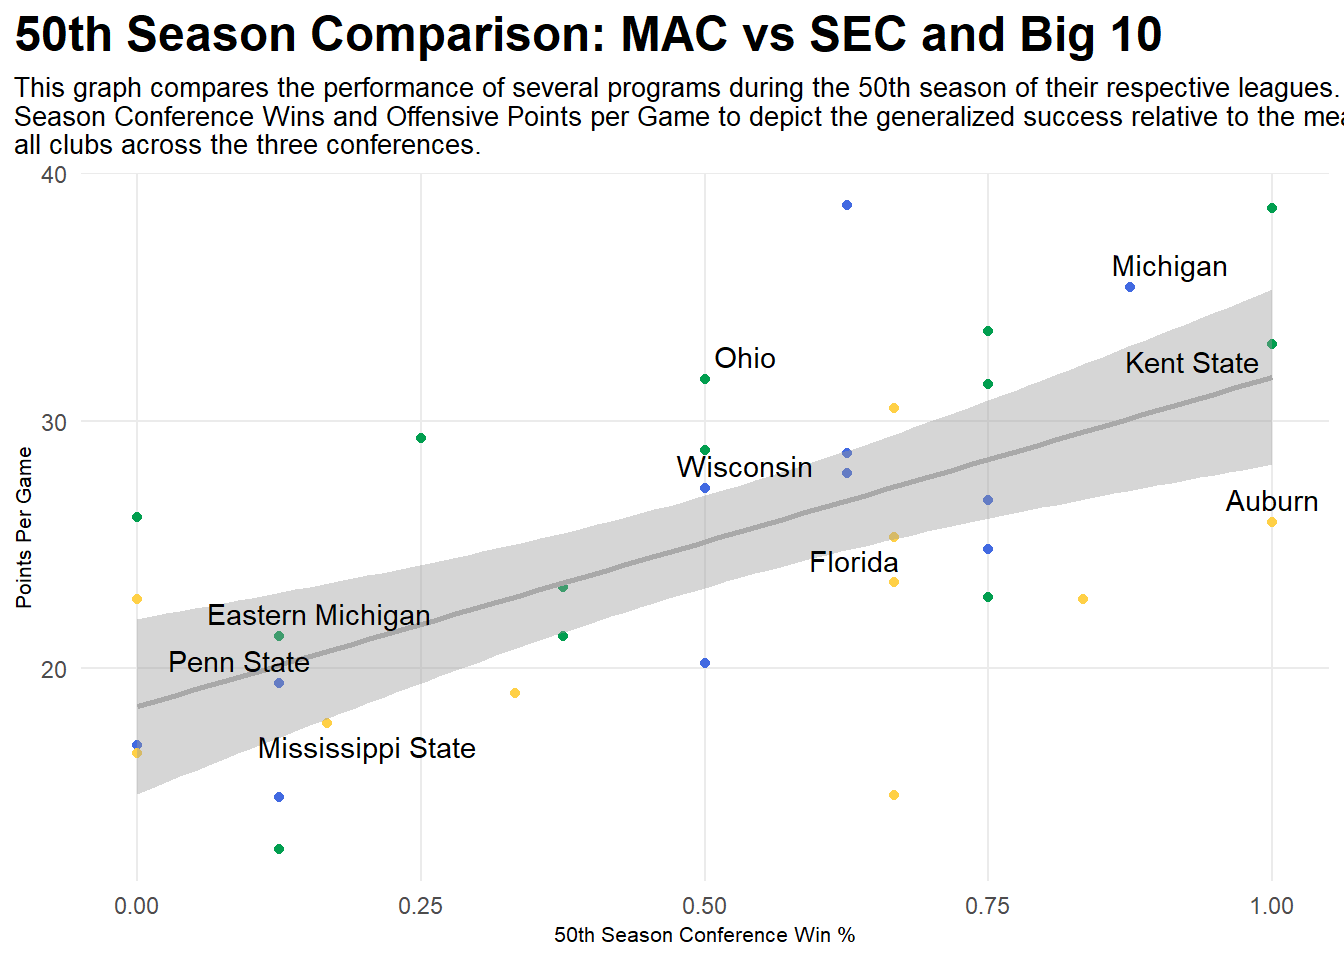 50th Season Comparison: MAC vs SEC and Big 10
This graph compares the performance of several programs during the 50th season of their respective leagues.
Season Conference Wins and Offensive Points per Game to depict the generalized success relative to the mea
all clubs across the three conferences.
40
Michigan
Ohio
Kent State
30
Wisconsin
Auburn
Florida
Eastern Michigan
Penn State
20
Mississippi State
Points Per Game
0.00 0.25 0.50 0.75 1.00
50th Season Conference Win %